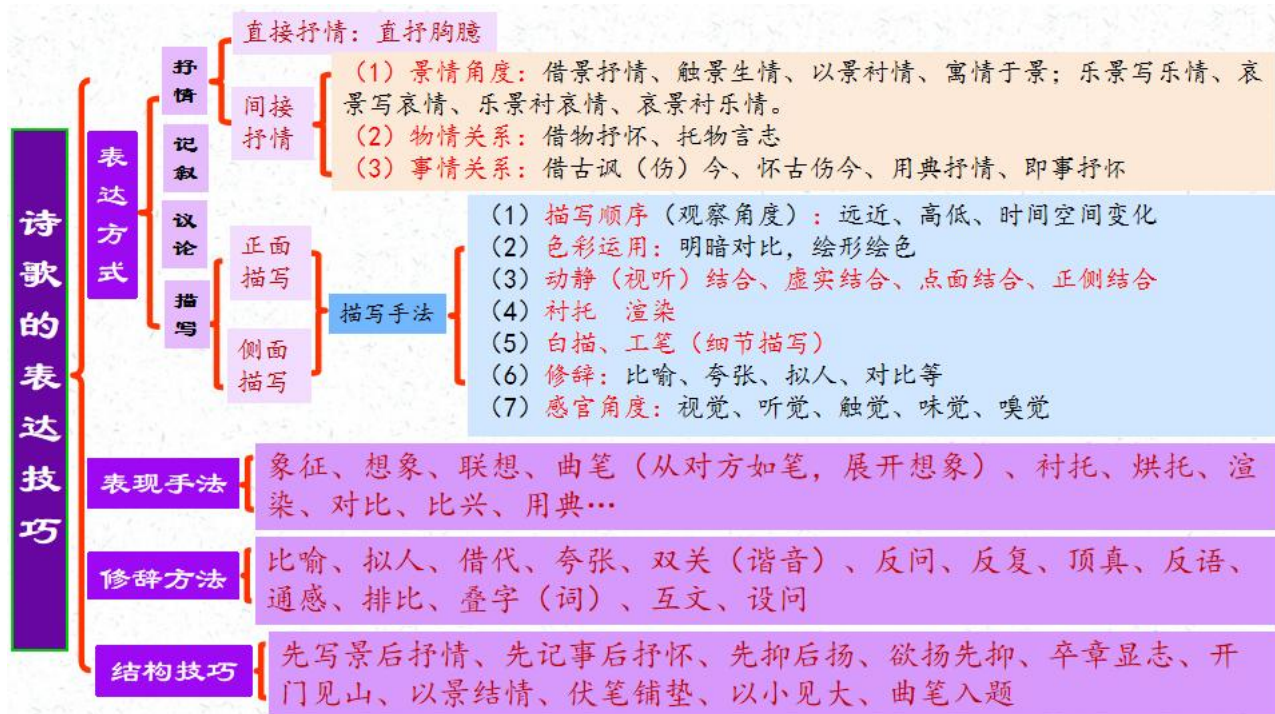 诗歌的表达技巧
表达方式
抒情
直接抒情：直抒胸臆
间接
抒情
（1）景情角度：借景抒情、触景生情、以景衬情、寓情于景；乐景写乐情、哀
景写哀情、乐景衬哀情、哀景衬乐情。
（2）物情关系：借物抒怀、托物言志
（3）事情关系：借古讽（伤）今、怀古伤今、用典抒情、即事抒怀
记叙
议论
描写
正面
描写
侧面
描写
描写手法
（1）描写顺序（观察角度）：远近、高低、时间空间变化
（2）色彩运用：明暗对比，绘形绘色
（3）动静（视听）结合、虚实结合、点面结合、正侧结合
（4）衬托 渲染
（5）白描、工笔（细节描写）
（6）修辞：比喻、夸张、拟人、对比等
（7）感官角度：视觉、听觉、触觉、味觉、嗅觉
表现手法
象征、想象、联想、曲笔（从对方如笔，展开想象）、衬托、烘托、渲
染、对比、比兴、用典…
修辞方法
比喻、拟人、借代、夸张、双关（谐音）、反问、反复、顶真、反语、
通感、排比、叠字（词）、互文、设问
结构技巧
先写景后抒情、先记事后抒怀、先抑后扬、欲扬先抑、卒章显志、开
门见山、以景结情、伏笔铺垫、以小见大、曲笔入题